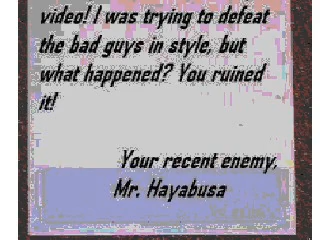 video! I was trying to defeat
the bad guys in style, but
what happened? You ruined
it!
Your recent enemy,
Mr. Hayabusa